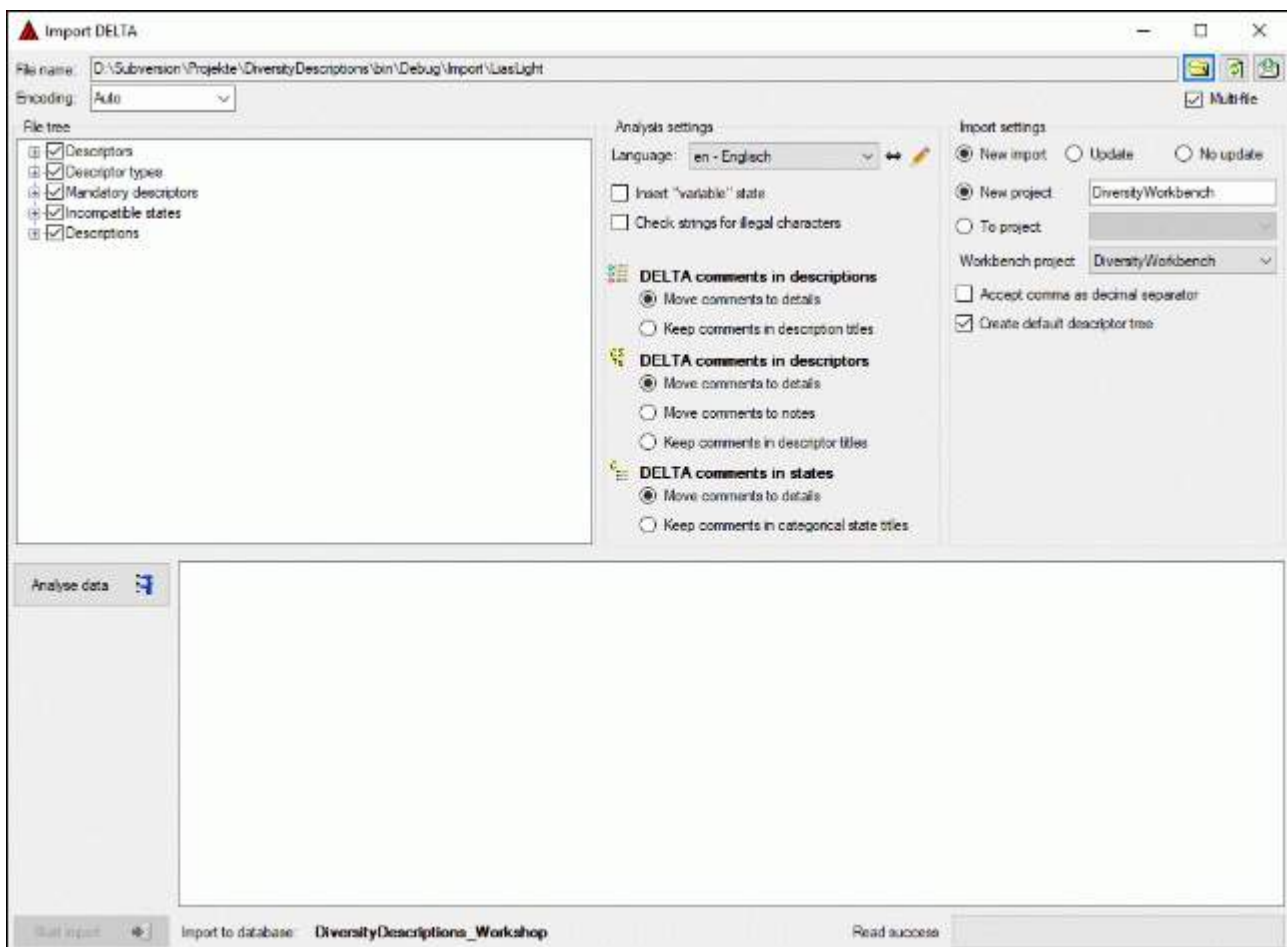 Import DELTA
File name: D:\Subversion\Projekte\DiversityDescriptions\bin\Debug\Import\LiasLight
Encoding: Auto
Multi-file
File tree
Descriptors
Descriptor types
Mandatory descriptors
Incompatible states
Descriptions
Analysis settings
Language: en - Englisch
Insert "variable" state
Check strings for illegal characters
DELTA comments in descriptions
Move comments to details
Keep comments in description titles
DELTA comments in descriptors
Move comments to details
Move comments to notes
Keep comments in descriptor titles
DELTA comments in states
Move comments to details
Keep comments in categorical state titles
Import settings
New import Update No update
New project DiversityWorkbench
To project
Workbench project DiversityWorkbench
Accept comma as decimal separator
Create default descriptor tree
Analyse data
Start import Import to database: DiversityDescriptions_Workshop Read success